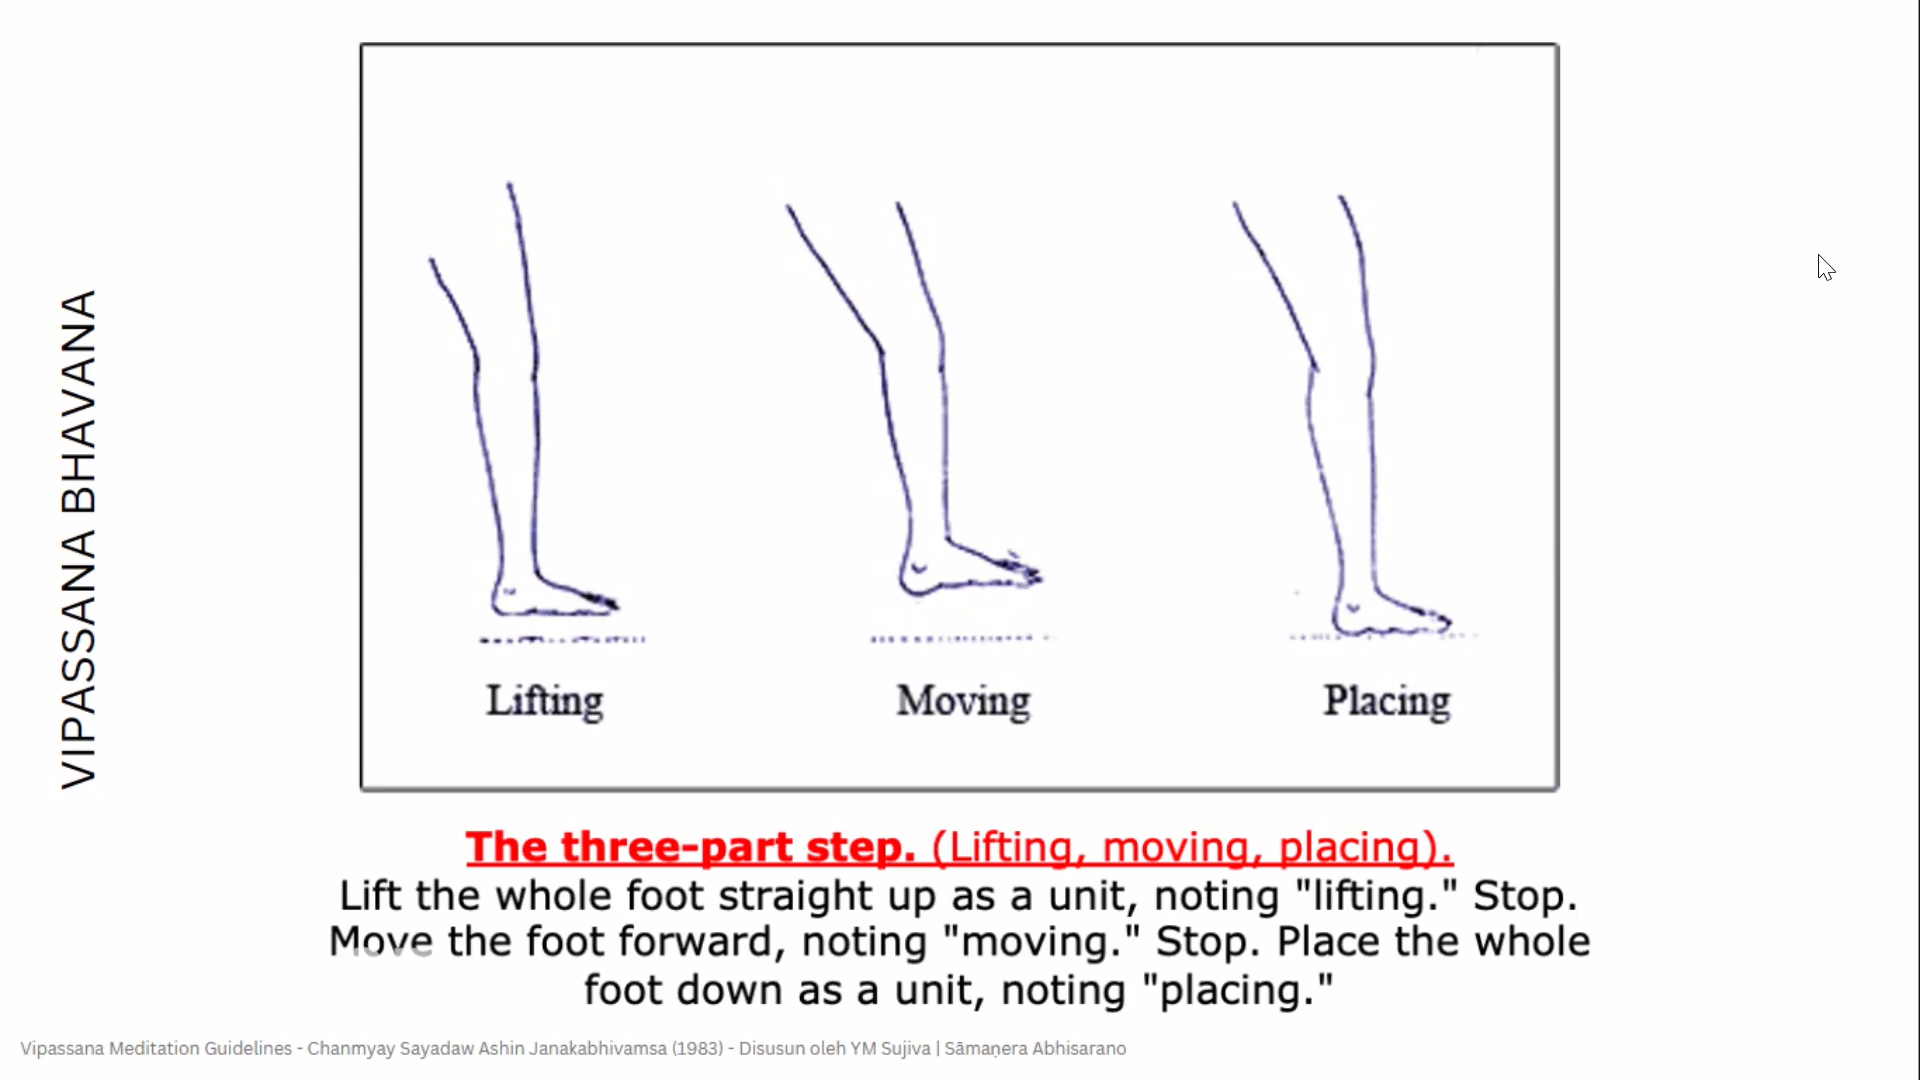 VIPASSANA BHAVANA
Lifting
Moving
Placing
The three-part step. (Lifting, moving, placing).
Lift the whole foot straight up as a unit, noting "lifting." Stop.
Move the foot forward, noting "moving." Stop. Place the whole
foot down as a unit, noting "placing."
Vipassana Meditation Guidelines - Chanmyay Sayadaw Ashin Janakabhivamsa (1983) - Disusun oleh YM Sujiva | Sāmaṇera Abhisarano